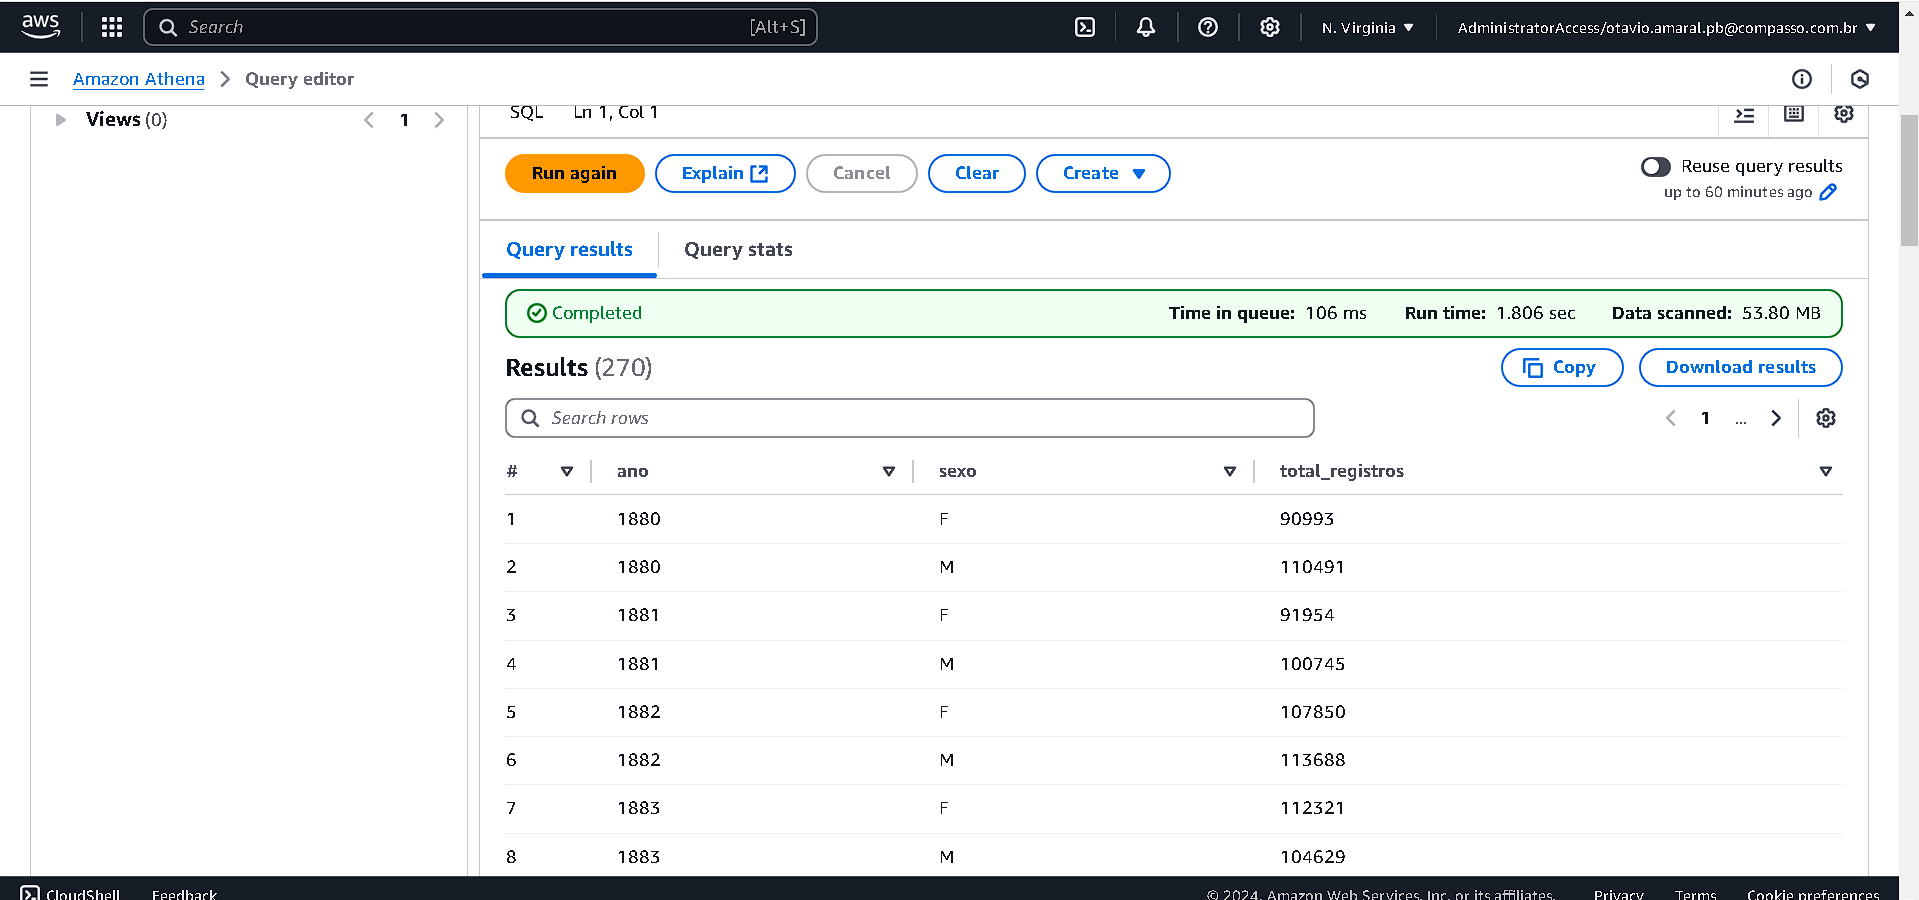 aws
Search [Alt+S] N. Virginia AdministratorAccess/otavio.amaral.pb@compasso.com.br
Amazon Athena Query editor
Views (0) 1
SQL Ln 1, Col 1
Run again Explain Cancel Clear Create
Reuse query results
up to 60 minutes ago
Query results Query stats
Completed Time in queue: 106 ms Run time: 1.806 sec Data scanned: 53.80 MB
Results (270) Copy Download results
Search rows 1 ...
# ano sexo total_registros
1 1880 F 90993
2 1880 M 110491
3 1881 F 91954
4 1881 M 100745
5 1882 F 107850
6 1882 M 113688
7 1883 F 112321
8 1883 M 104629
CloudShell Feedback © 2024, Amazon Web Services, Inc. or its affiliates. Privacy Terms Cookie preferences